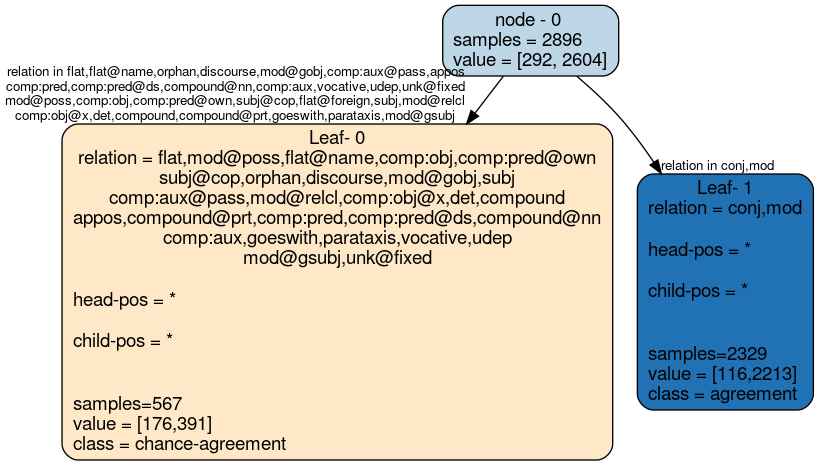 node - 0
samples = 2896
value = [292, 2604]
relation in flat,flat@name,orphan,discourse,mod@gobj,comp:aux@pass,appos
comp:pred,comp:pred@ds,compound@nn,comp:aux,vocative,udep,unk@fixed
mod@poss,comp:obj,comp:pred@own,subj@cop,flat@foreign,subj,mod@relcl
comp:obj@x,det,compound,compound@prt,goeswith,parataxis,mod@gsubj
Leaf- 0
relation = flat,mod@poss,flat@name,comp:obj,comp:pred@own
subj@cop,orphan,discourse,mod@gobj,subj
comp:aux@pass,mod@relcl,comp:obj@x,det,compound
appos,compound@prt,comp:pred,comp:pred@ds,compound@nn
comp:aux,goeswith,parataxis,vocative,udep
mod@gsubj,unk@fixed
head-pos = *
child-pos = *
samples=567
value = [176,391]
class = chance-agreement
relation in conj,mod
Leaf- 1
relation = conj,mod
head-pos = *
child-pos = *
samples=2329
value = [116,2213]
class = agreement